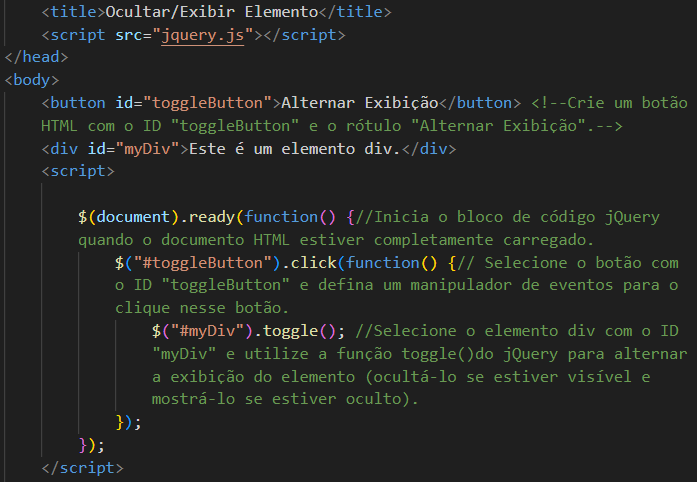 <title>Ocultar/Exibir Elemento</title>
<script src="jquery.js"></script>
</head>
<body>
<button id="toggleButton">Alternar Exibição</button> <!--Crie um botão
HTML com o ID "toggleButton" e o rótulo "Alternar Exibição".-->
<div id="myDiv">Este é um elemento div.</div>
<script>
$(document).ready(function() {//Inicia o bloco de código jQuery
quando o documento HTML estiver completamente carregado.
$("#toggleButton").click(function() {// Selecione o botão com
o ID "toggleButton" e defina um manipulador de eventos para o
clique nesse botão.
$("#myDiv").toggle(); //Selecione o elemento div com o ID
"myDiv" e utilize a função toggle()do jQuery para alternar
a exibição do elemento (ocultá-lo se estiver visível e
mostrá-lo se estiver oculto).
});
});
</script>